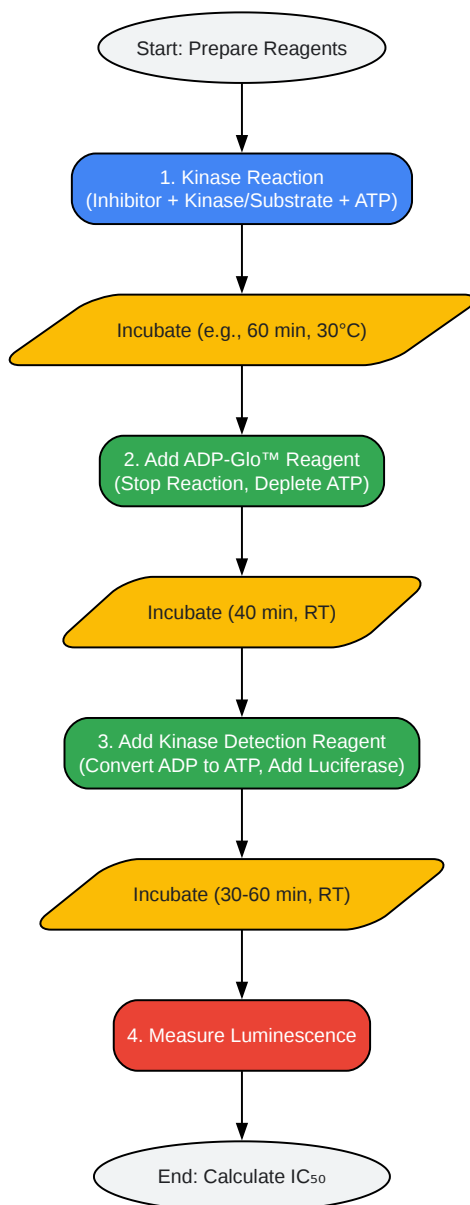 Start: Prepare Reagents
1. Kinase Reaction
(Inhibitor + Kinase/Substrate + ATP)
Incubate (e.g., 60 min, 30°C)
2. Add ADP-Glo™ Reagent
(Stop Reaction, Deplete ATP)
Incubate (40 min, RT)
3. Add Kinase Detection Reagent
(Convert ADP to ATP, Add Luciferase)
Incubate (30-60 min, RT)
4. Measure Luminescence
End: Calculate IC₅₀